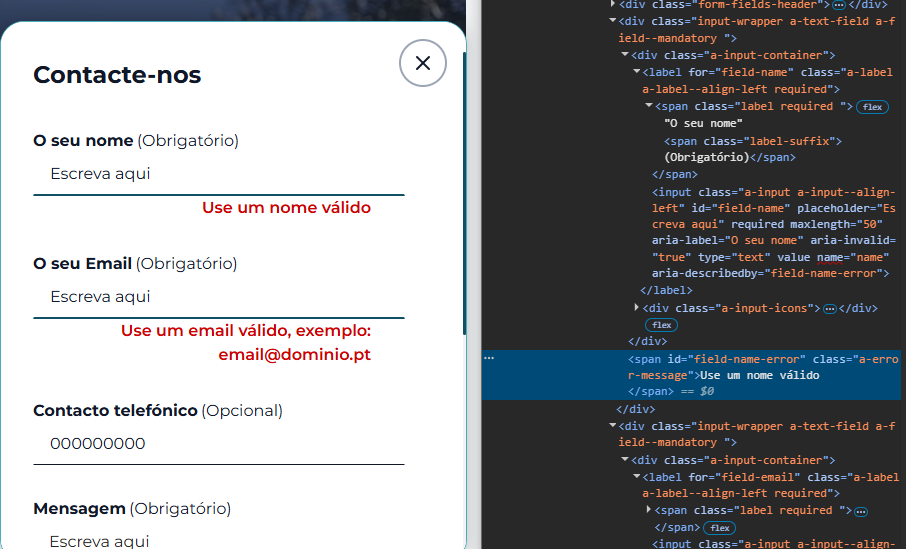 Contacte-nos
O seu nome (Obrigatório)
Escreva aqui
Use um nome válido
O seu Email (Obrigatório)
Escreva aqui
Use um email válido, exemplo:
email@dominio.pt
Contacto telefónico (Opcional)
000000000
Mensagem (Obrigatório)
Escreva aqui
<div class="form-fields-header">…</div>
<div class="input-wrapper a-text-field a-f
ield--mandatory ">
<div class="a-input-container">
<label for="field-name" class="a-label
a-label--align-left required">
<span class="label required "> flex
"O seu nome"
<span class="label-suffix">
(Obrigatório)</span>
</span>
<input class="a-input a-input--align-
left" id="field-name" placeholder="Es
creva aqui" required maxlength="50"
aria-label="O seu nome" aria-invalid=
"true" type="text" value name="name"
aria-describedby="field-name-error">
</label>
<div class="a-input-icons">…</div>
flex
</div>
<span id="field-name-error" class="a-erro
r-message">Use um nome válido
</span> == $0
</div>
<div class="input-wrapper a-text-field a-f
ield--mandatory ">
<div class="a-input-container">
<label for="field-email" class="a-label
a-label--align-left required">
<span class="label required ">…
</span> flex
<input class="a-input a-input--align-